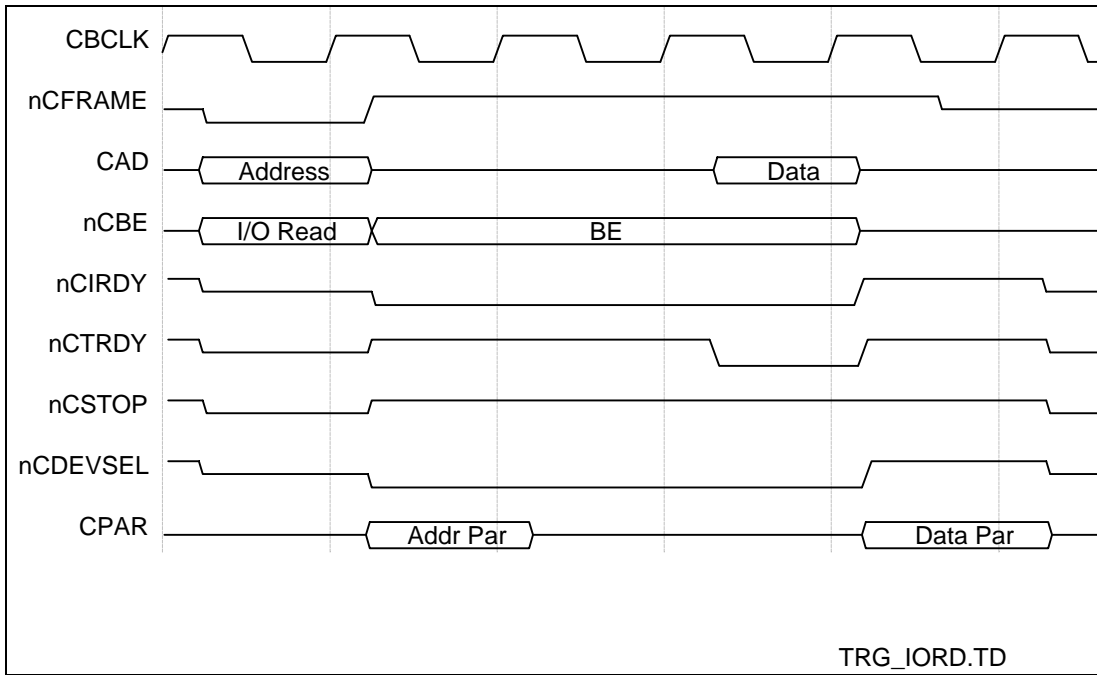 CBCLK
nCFRAME
CAD Address Data
nCBE I/O Read BE
nCIRDY
nCTRDY
nCSTOP
nCDEVSEL
CPAR Addr Par Data Par
TRG_IORD.TD